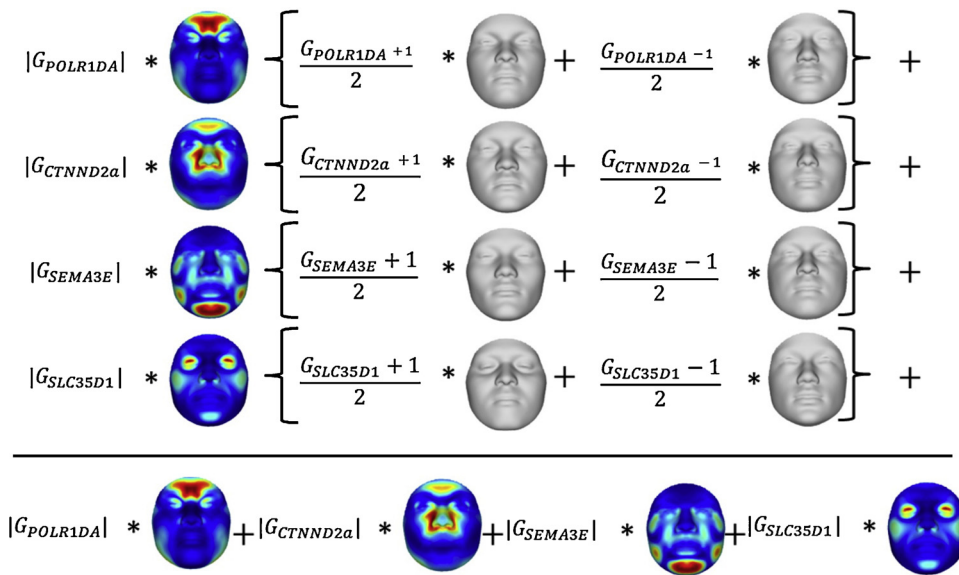 |G_POLR1DA| * { G_POLR1DA +1 / 2 * + G_POLR1DA −1 / 2 * } +
|G_CTNND2a| * { G_CTNND2a +1 / 2 * + G_CTNND2a −1 / 2 * } +
|G_SEMA3E| * { G_SEMA3E + 1 / 2 * + G_SEMA3E − 1 / 2 * } +
|G_SLC35D1| * { G_SLC35D1 + 1 / 2 * + G_SLC35D1 − 1 / 2 * } +
|G_POLR1DA| * + |G_CTNND2a| * + |G_SEMA3E| * + |G_SLC35D1| *